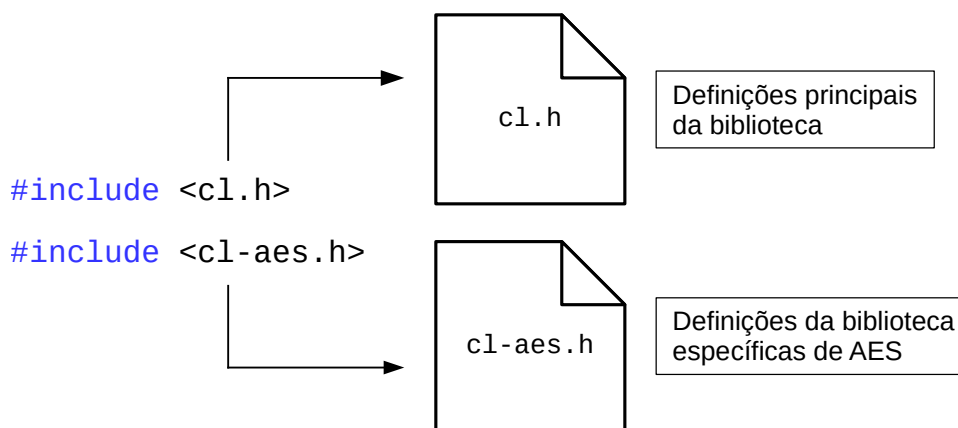 #include <cl.h>
#include <cl-aes.h>
cl.h
Definições principais
da biblioteca
cl-aes.h
Definições da biblioteca
específicas de AES